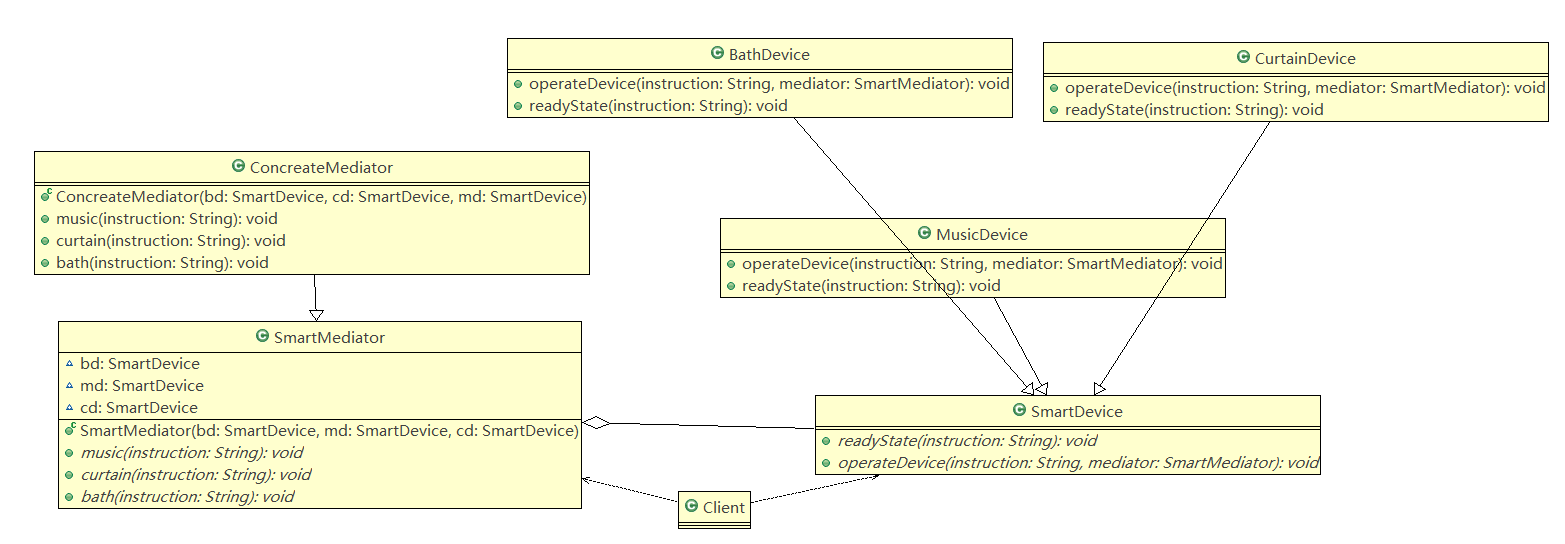 BathDevice
operateDevice(instruction: String, mediator: SmartMediator): void
readyState(instruction: String): void
CurtainDevice
operateDevice(instruction: String, mediator: SmartMediator): void
readyState(instruction: String): void
ConcreateMediator
ConcreateMediator(bd: SmartDevice, cd: SmartDevice, md: SmartDevice)
music(instruction: String): void
curtain(instruction: String): void
bath(instruction: String): void
MusicDevice
operateDevice(instruction: String, mediator: SmartMediator): void
readyState(instruction: String): void
SmartMediator
bd: SmartDevice
md: SmartDevice
cd: SmartDevice
SmartMediator(bd: SmartDevice, md: SmartDevice, cd: SmartDevice)
music(instruction: String): void
curtain(instruction: String): void
bath(instruction: String): void
SmartDevice
readyState(instruction: String): void
operateDevice(instruction: String, mediator: SmartMediator): void
Client